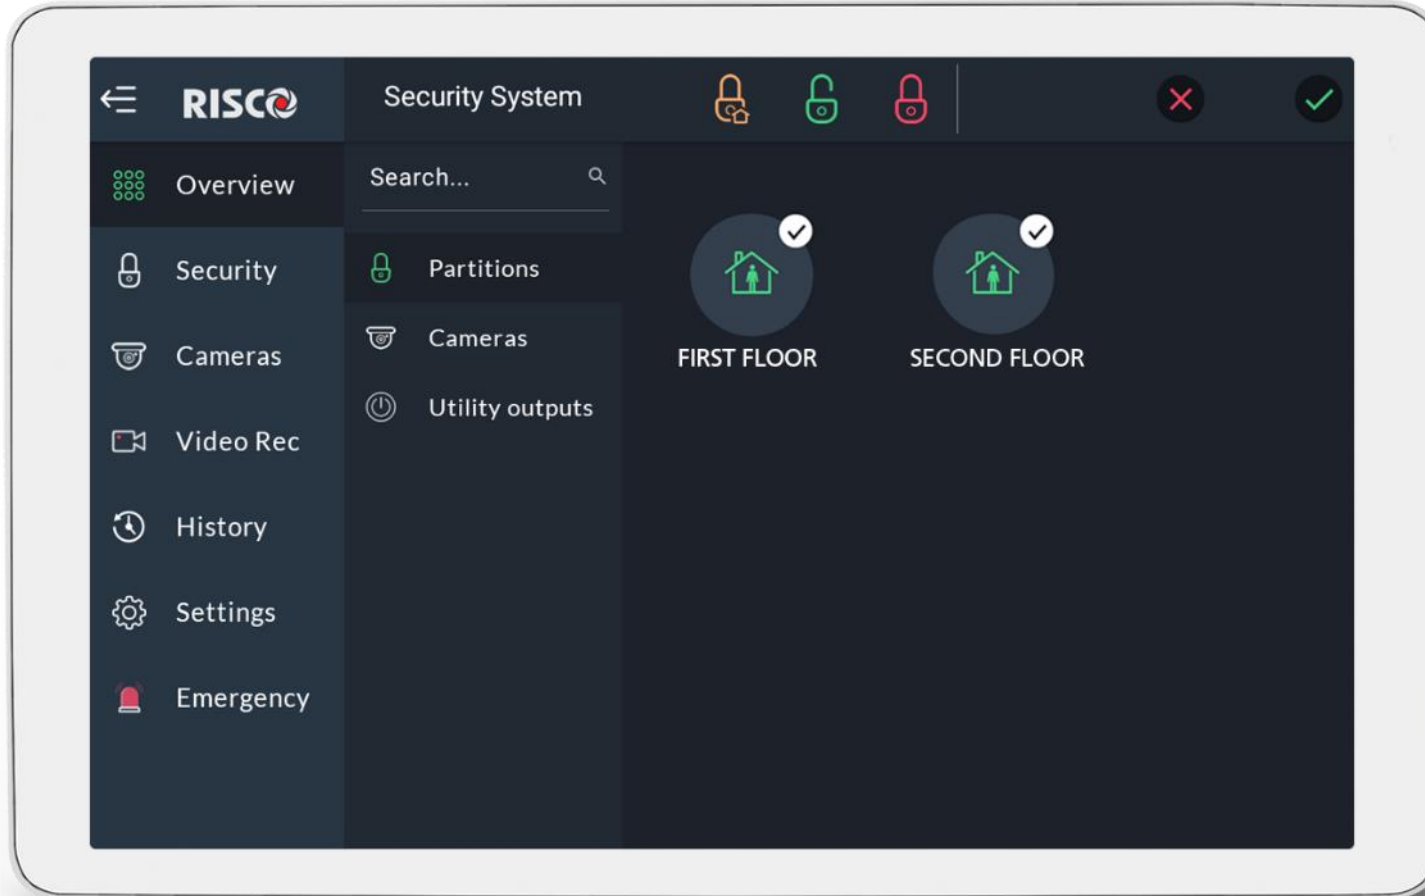 RISCO
Security System
Overview
Security
Cameras
Video Rec
History
Settings
Emergency
Search...
Partitions
Cameras
Utility outputs
FIRST FLOOR
SECOND FLOOR